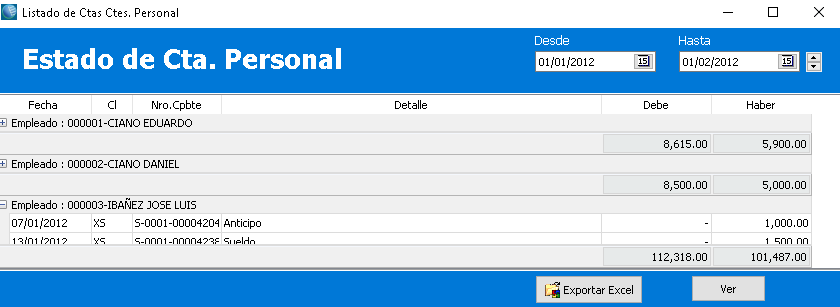 Listado de Ctas Ctes. Personal
Estado de Cta. Personal
Desde Hasta
01/01/2012 15 01/02/2012 15
Fecha Cl Nro.Cpbte Detalle Debe Haber
Empleado : 000001-CIANO EDUARDO
8,615.00 5,900.00
Empleado : 000002-CIANO DANIEL
8,500.00 5,000.00
Empleado : 000003-IBAÑEZ JOSE LUIS
07/01/2012 XS S-0001-00004204 Anticipo - 1,000.00
13/01/2012 XS S-0001-00004238 Sueldo - 1,500.00
112,318.00 101,487.00
Exportar Excel Ver